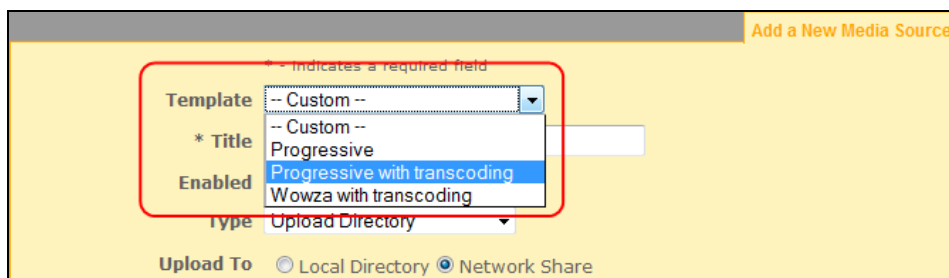 Add a New Media Source
* - indicates a required field
Template -- Custom --
-- Custom --
* Title
Progressive
Progressive with transcoding
Enabled
Wowza with transcoding
Type Upload Directory
Upload To Local Directory Network Share